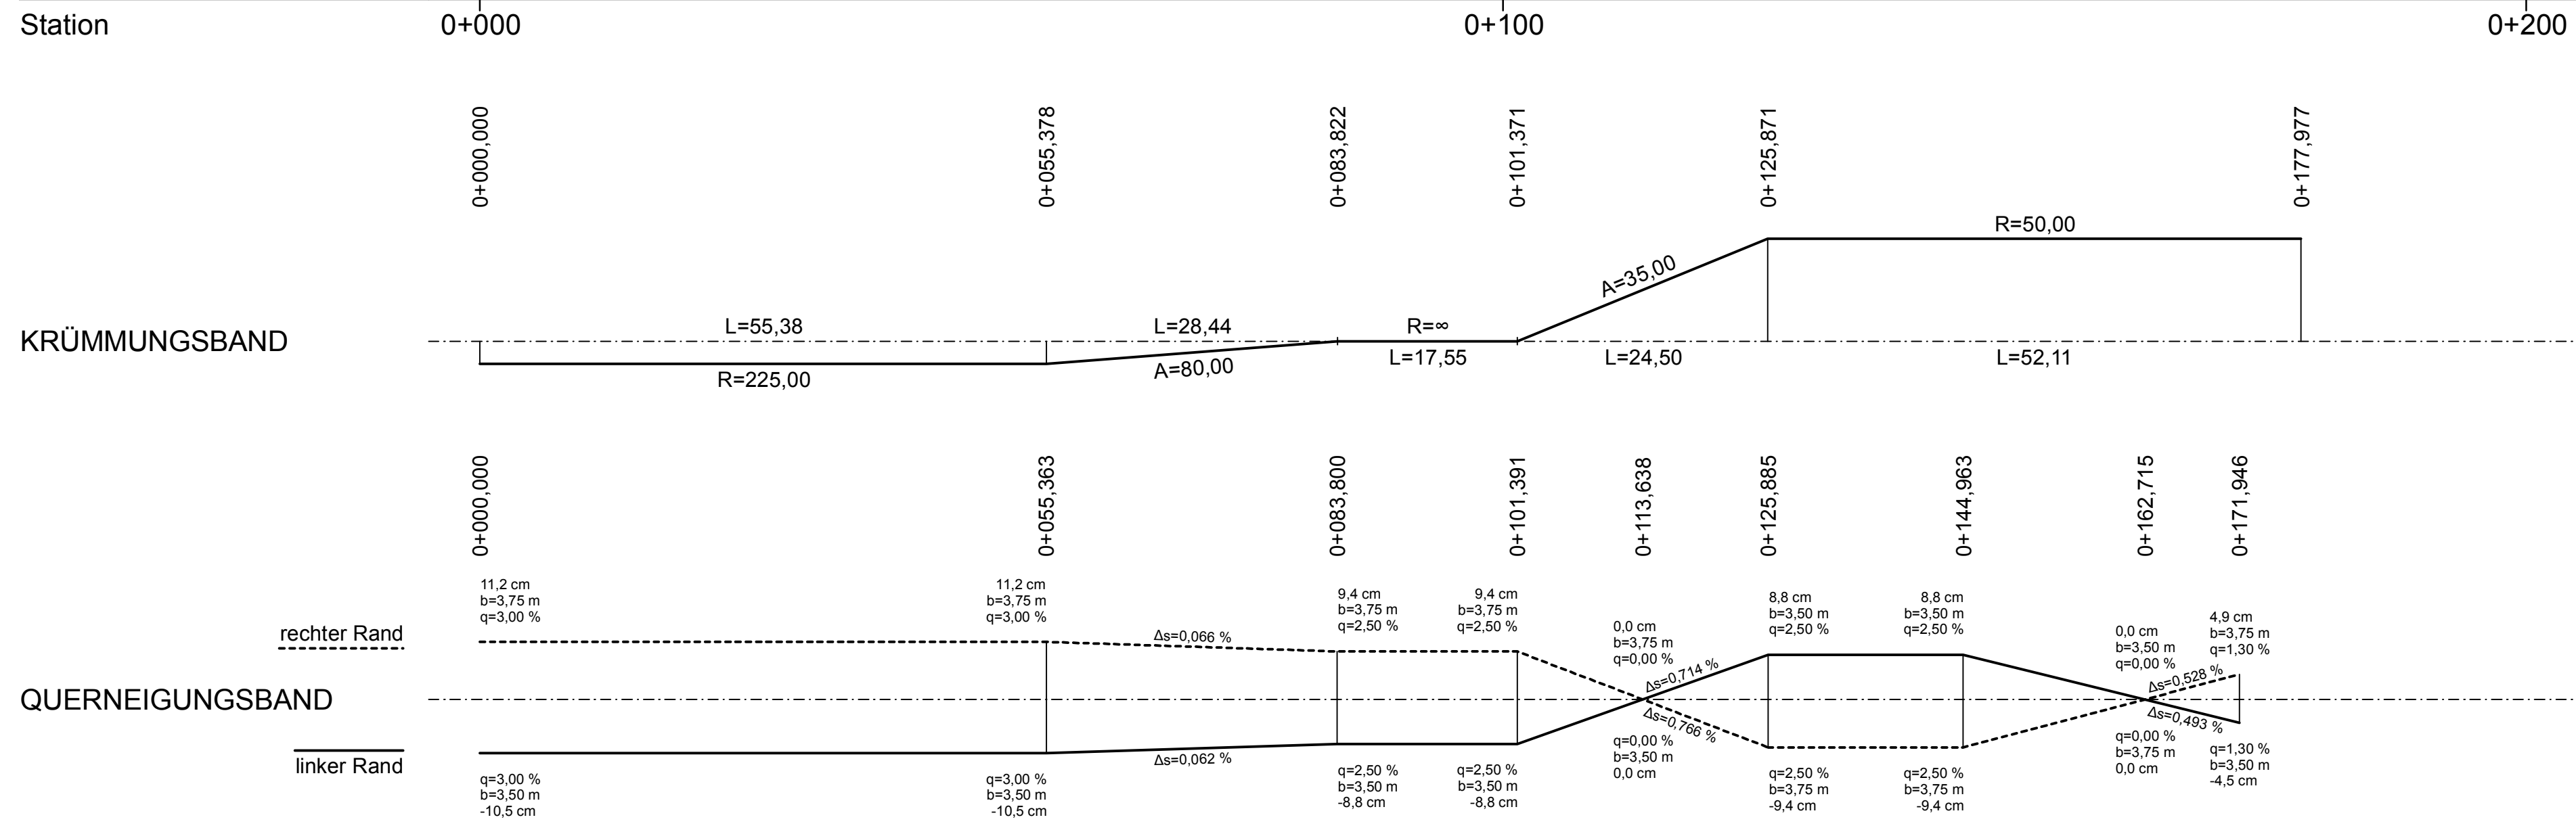 Station
0+000
0+100
0+200
0+000,000
0+055,378
0+083,822
0+101,371
0+125,871
0+177,977
KRÜMMUNGSBAND
L=55,38
R=225,00
L=28,44
A=80,00
R=∞
L=17,55
A=35,00
L=24,50
R=50,00
L=52,11
0+000,000
0+055,363
0+083,800
0+101,391
0+113,638
0+125,885
0+144,963
0+162,715
0+171,946
QUERNEIGUNGSBAND
rechter Rand
linker Rand
11,2 cm
b=3,75 m
q=3,00 %
11,2 cm
b=3,75 m
q=3,00 %
Δs=0,066 %
9,4 cm
b=3,75 m
q=2,50 %
9,4 cm
b=3,75 m
q=2,50 %
0,0 cm
b=3,75 m
q=0,00 %
Δs=0,714 %
8,8 cm
b=3,50 m
q=2,50 %
8,8 cm
b=3,50 m
q=2,50 %
0,0 cm
b=3,50 m
q=0,00 %
Δs=0,528 %
4,9 cm
b=3,75 m
q=1,30 %
q=3,00 %
b=3,50 m
-10,5 cm
q=3,00 %
b=3,50 m
-10,5 cm
Δs=0,062 %
q=2,50 %
b=3,50 m
-8,8 cm
q=2,50 %
b=3,50 m
-8,8 cm
Δs=0,766 %
q=0,00 %
b=3,50 m
0,0 cm
q=2,50 %
b=3,75 m
-9,4 cm
q=2,50 %
b=3,75 m
-9,4 cm
Δs=0,493 %
q=0,00 %
b=3,75 m
0,0 cm
q=1,30 %
b=3,50 m
-4,5 cm